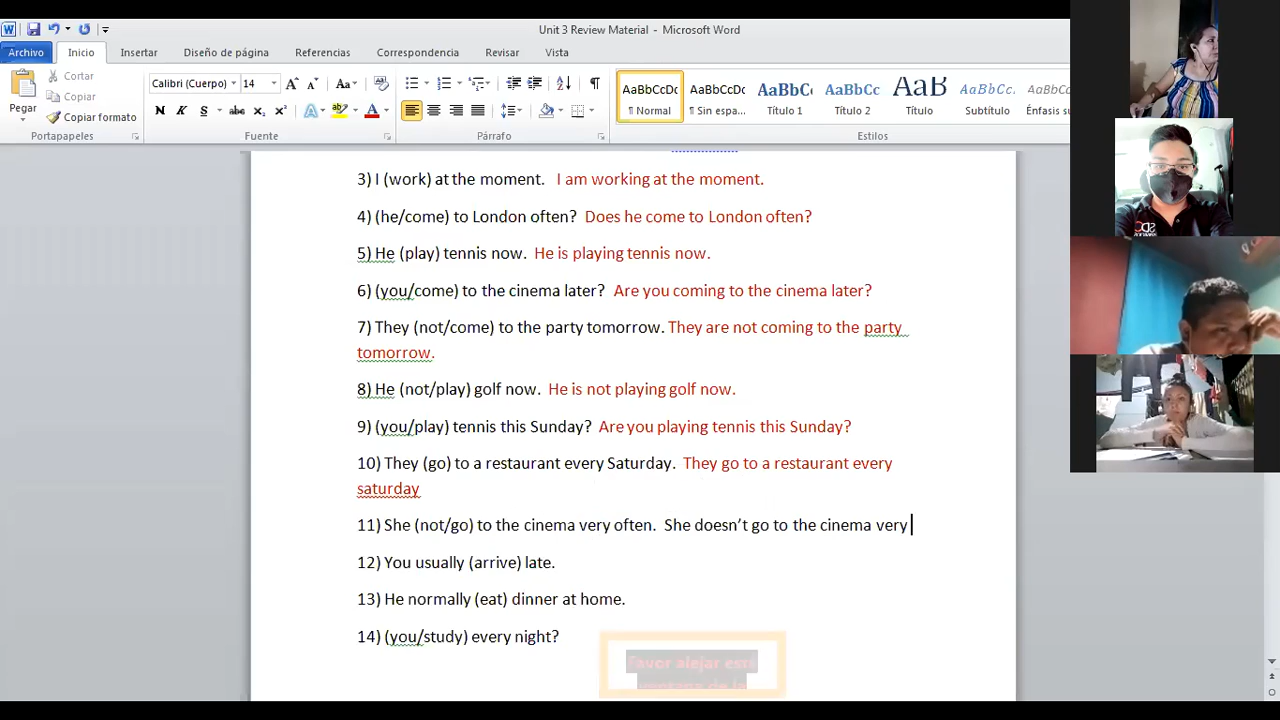 Unit 3 Review Material - Microsoft Word
Archivo Inicio Insertar Diseño de página Referencias Correspondencia Revisar Vista
Pegar
Cortar
Copiar
Copiar formato
Portapapeles
Calibri (Cuerpo) 14
Fuente
Párrafo
AaBbCcDc AaBbCcDc AaBbC AaBbCc AaB AaBbCc. AaBbCcD
¶ Normal ¶ Sin espa... Título 1 Título 2 Título Subtítulo Énfasis su
Estilos
3) I (work) at the moment. I am working at the moment.
4) (he/come) to London often? Does he come to London often?
5) He (play) tennis now. He is playing tennis now.
6) (you/come) to the cinema later? Are you coming to the cinema later?
7) They (not/come) to the party tomorrow. They are not coming to the party
tomorrow.
8) He (not/play) golf now. He is not playing golf now.
9) (you/play) tennis this Sunday? Are you playing tennis this Sunday?
10) They (go) to a restaurant every Saturday. They go to a restaurant every
saturday
11) She (not/go) to the cinema very often. She doesn’t go to the cinema very
12) You usually (arrive) late.
13) He normally (eat) dinner at home.
14) (you/study) every night?
Favor alejar esta
ventana de la